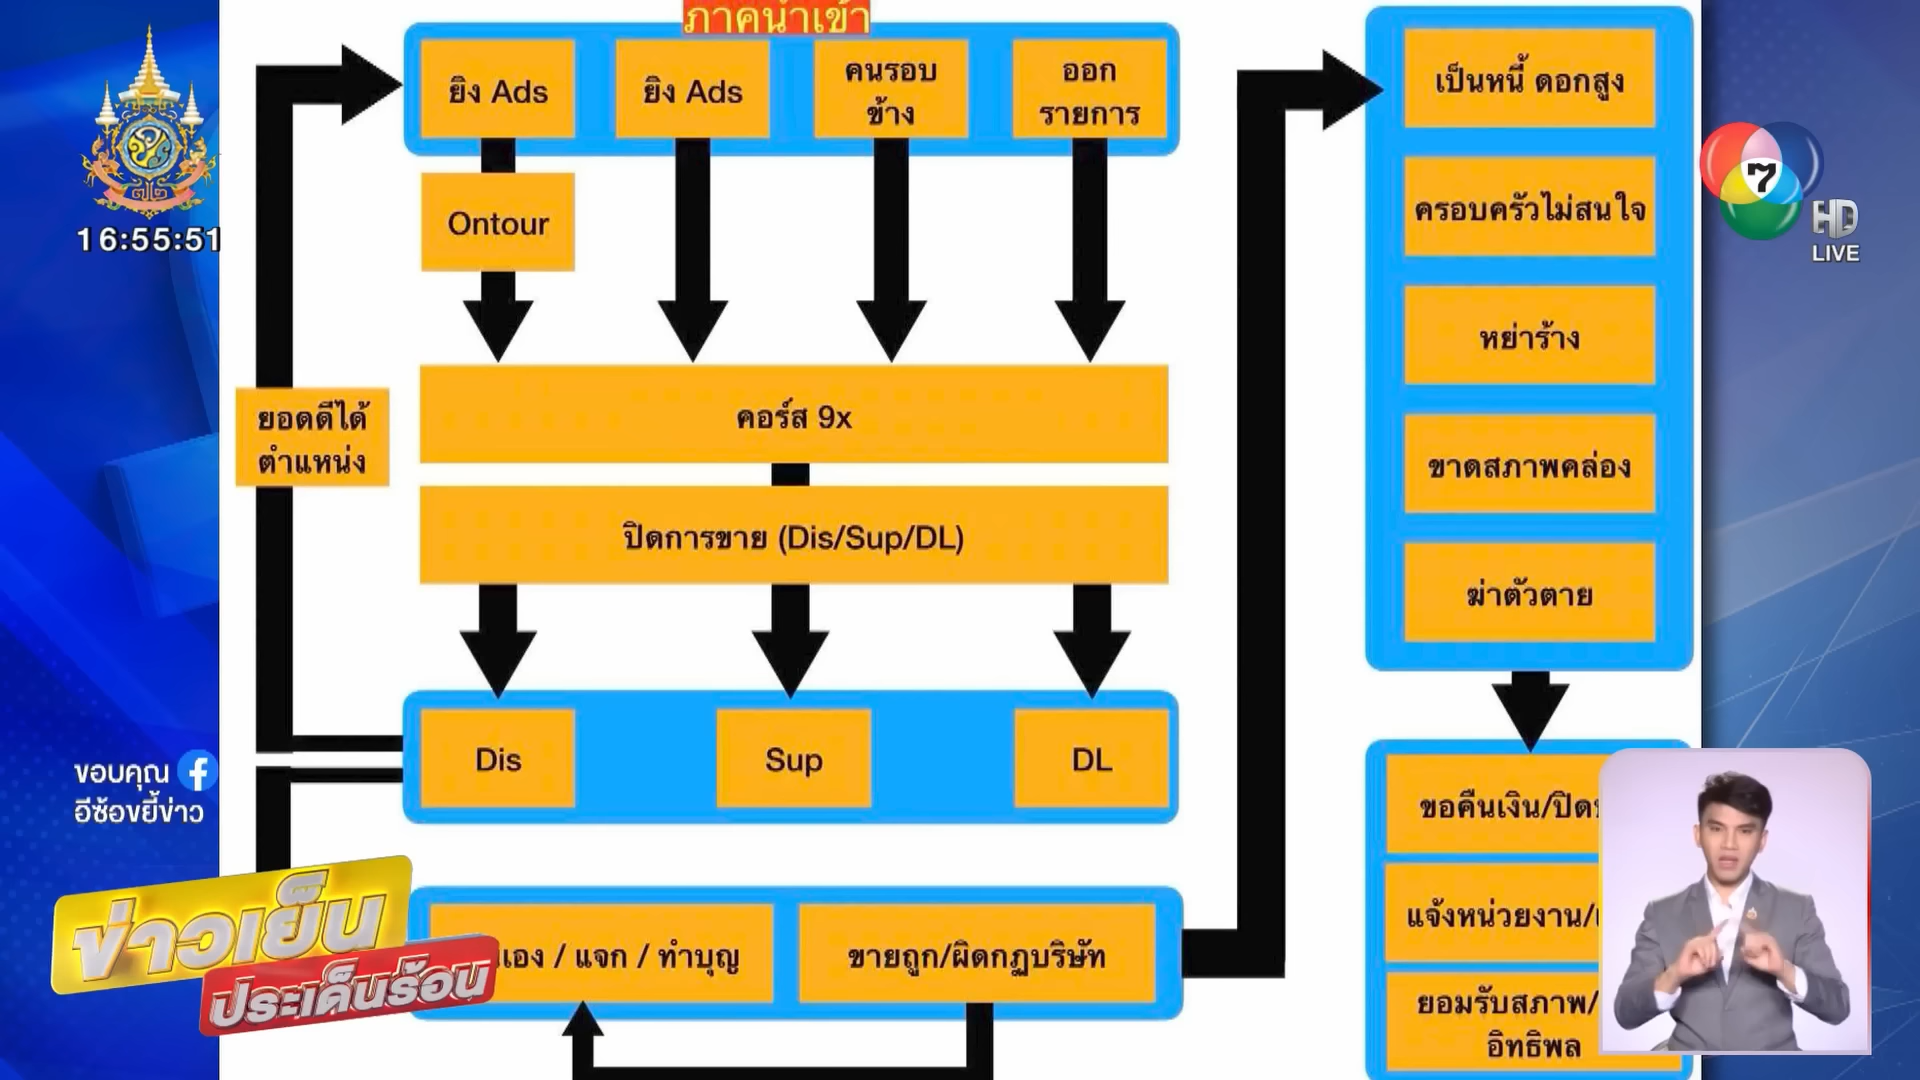 ภาคนำเข้า
ยิง Ads
ยิง Ads
คนรอบ
ข้าง
ออก
รายการ
Ontour
คอร์ส 9x
ยอดดีได้
ตำแหน่ง
ปิดการขาย (Dis/Sup/DL)
Dis
Sup
DL
/ แจก / ทำบุญ
ขายถูก/ผิดกฏบริษัท
เป็นหนี้ ดอกสูง
ครอบครัวไม่สนใจ
หย่าร้าง
ขาดสภาพคล่อง
ฆ่าตัวตาย
ขอคืนเงิน/
แจ้งหน่วยงาน/
ยอมรับสภาพ/
อิทธิพล
16:55:51
7
HD
LIVE
ขอบคุณ
อีซ้อขยี้ข่าว
ข่าวเย็น
ประเด็นร้อน